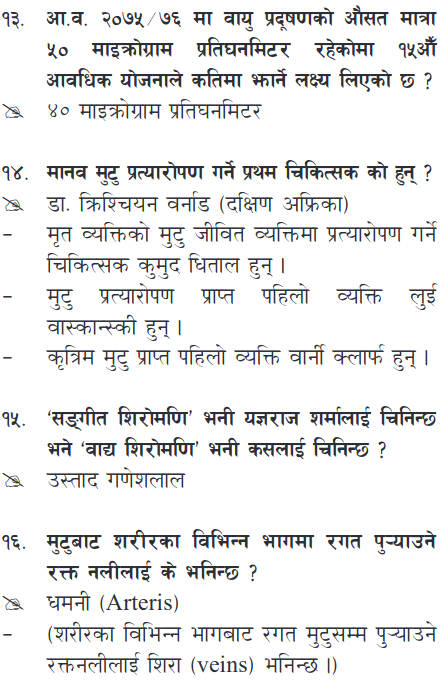 १३. आ.व. २०७५/७६ मा वायु प्रदूषणको औसत मात्रा
५० माइक्रोग्राम प्रतिघनमिटर रहेकोमा १५औँ
आवधिक योजनाले कतिमा झार्ने लक्ष्य लिएको छ ?
४० माइक्रोग्राम प्रतिघनमिटर
१४. मानव मुटु प्रत्यारोपण गर्ने प्रथम चिकित्सक को हुन् ?
डा. क्रिश्चियन वर्नाड (दक्षिण अफ्रिका)
- मृत व्यक्तिको मुटु जीवित व्यक्तिमा प्रत्यारोपण गर्ने
चिकित्सक कुमुद धिताल हुन् ।
- मुटु प्रत्यारोपण प्राप्त पहिलो व्यक्ति लुई
वास्कान्स्की हुन् ।
- कृत्रिम मुटु प्राप्त पहिलो व्यक्ति वार्नी क्लार्फ हुन् ।
१५. ‘सङ्गीत शिरोमणि’ भनी यज्ञराज शर्मालाई चिनिन्छ
भने ‘वाद्य शिरोमणि’ भनी कसलाई चिनिन्छ ?
उस्ताद गणेशलाल
१६. मुटुबाट शरीरका विभिन्न भागमा रगत पुऱ्याउने
रक्त नलीलाई के भनिन्छ ?
धमनी (Arteris)
- (शरीरका विभिन्न भागबाट रगत मुटुसम्म पुऱ्याउने
रक्तनलीलाई शिरा (veins) भनिन्छ ।)